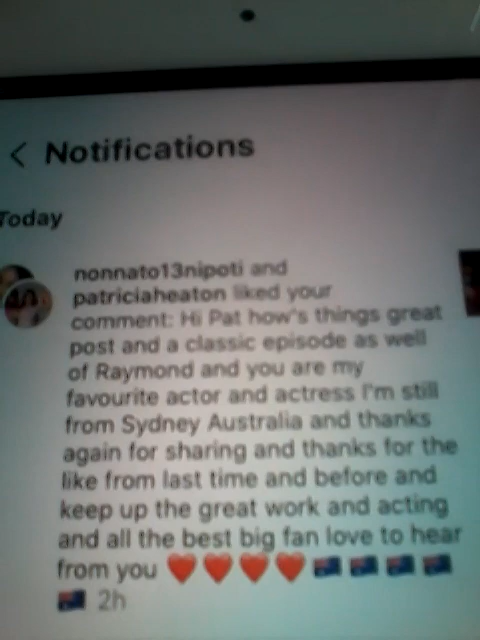 < Notifications
Today
nonnato13nipoti and
patriciaheaton liked your
comment: Hi Pat how's things great
post and a classic episode as well
of Raymond and you are my
favourite actor and actress I'm still
from Sydney Australia and thanks
again for sharing and thanks for the
like from last time and before and
keep up the great work and acting
and all the best big fan love to hear
from you ❤️❤️❤️❤️🇦🇺🇦🇺🇦🇺🇦🇺
🇦🇺 2h